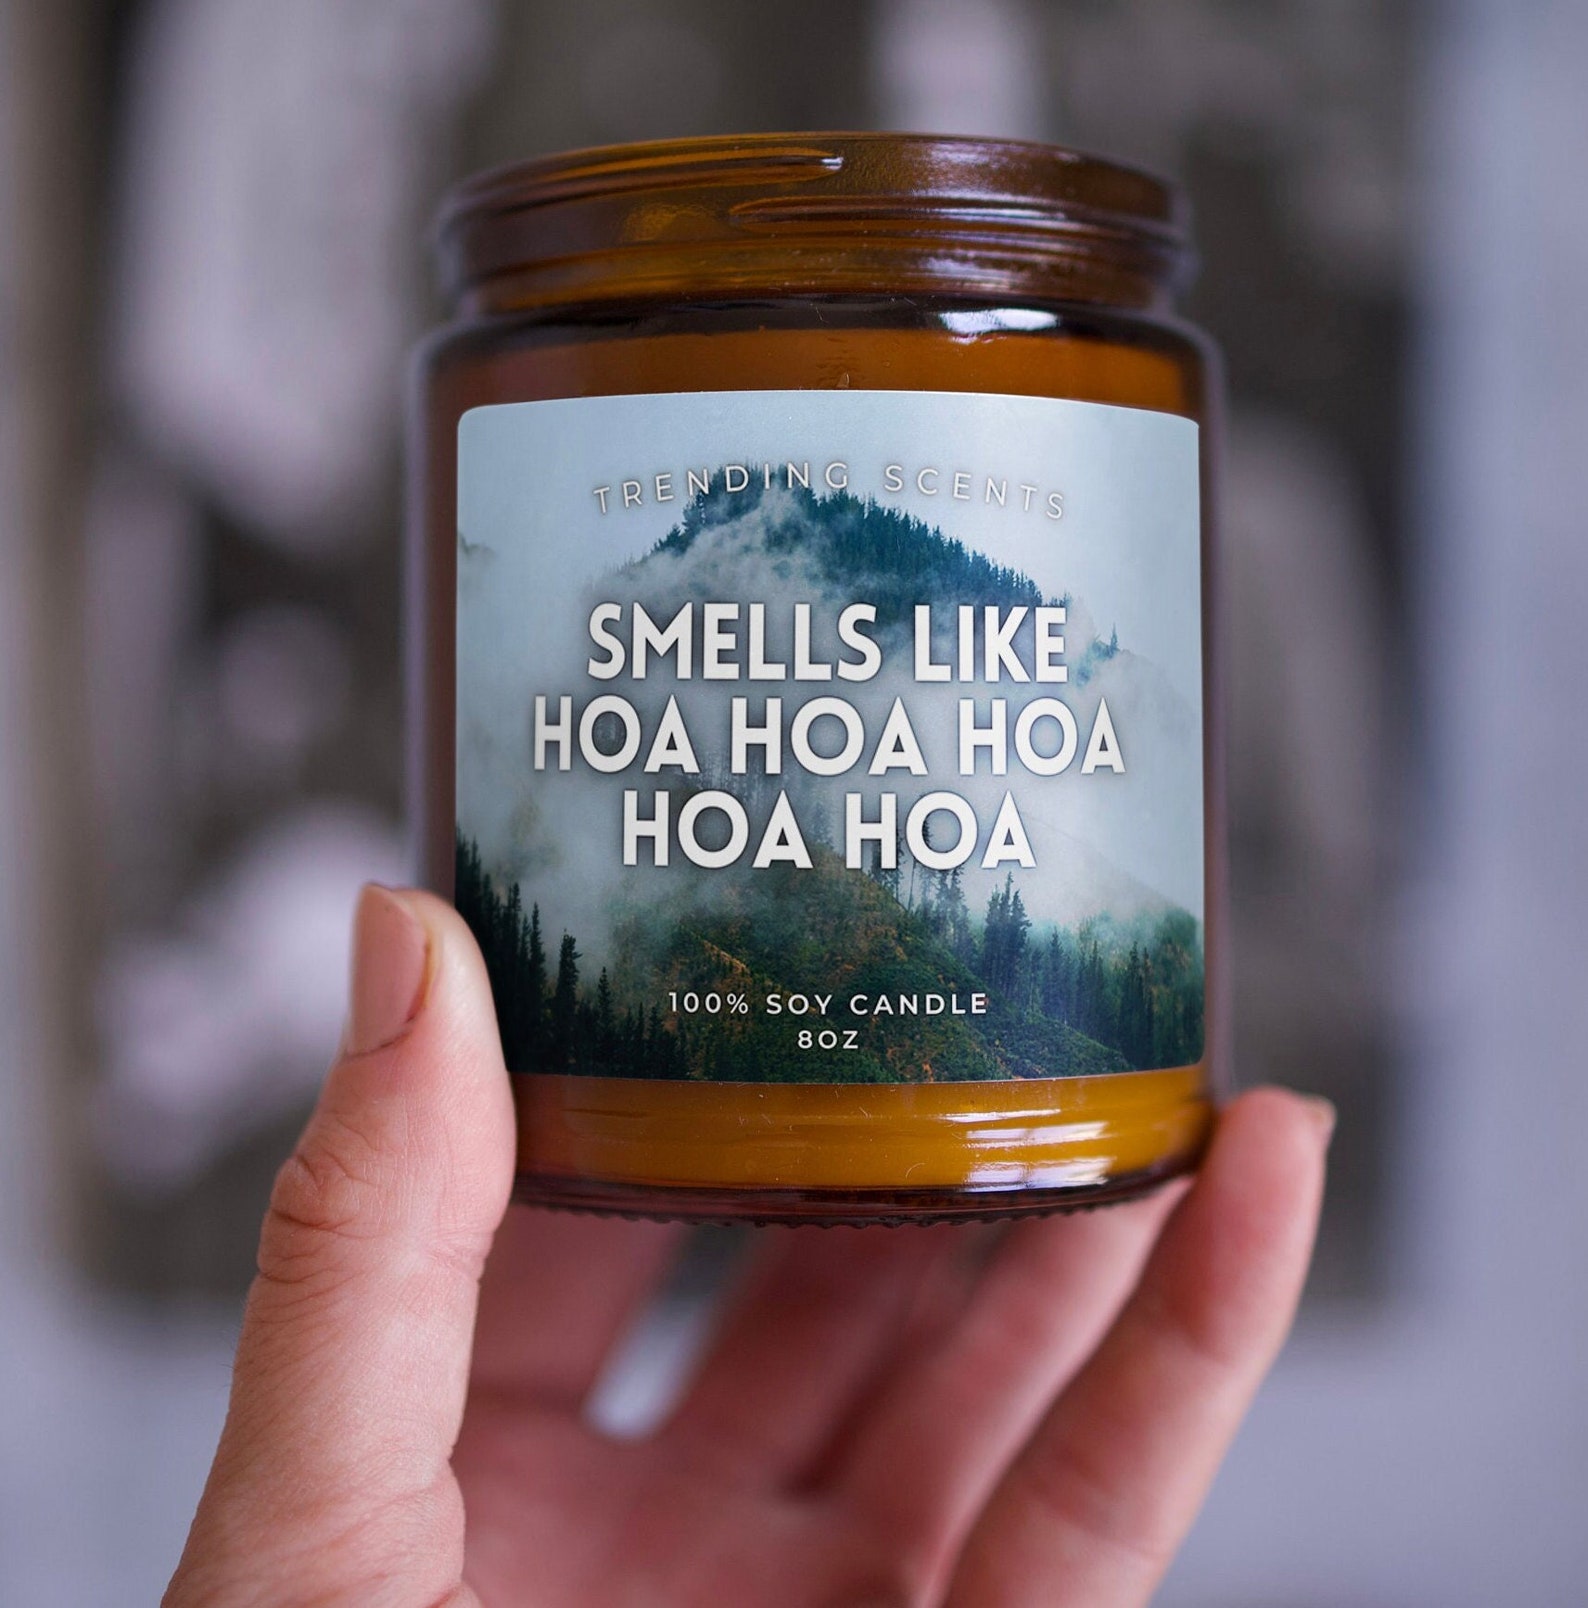 TRENDING SCENTS
SMELLS LIKE
HOA HOA HOA
HOA HOA
100% SOY CANDLE
8OZ